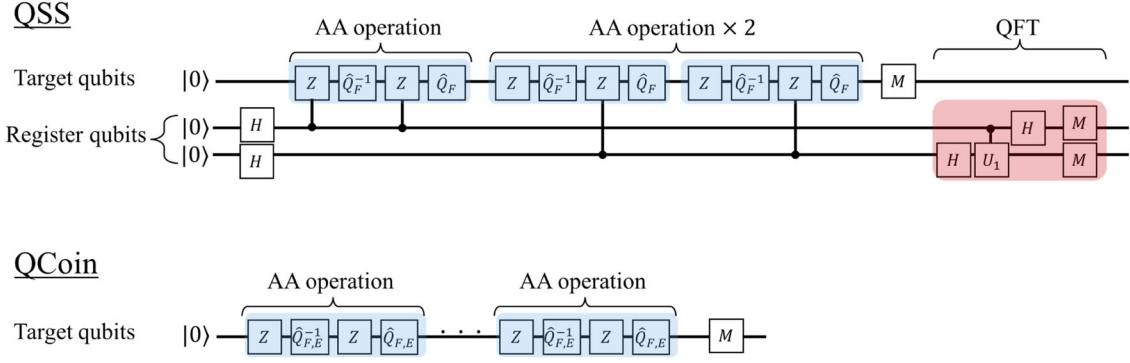 QSS
AA operation AA operation × 2 QFT
Target qubits |0⟩ Z Q̂_F^{-1} Z Q̂_F Z Q̂_F^{-1} Z Q̂_F Z Q̂_F^{-1} Z Q̂_F M
Register qubits |0⟩ H H M
|0⟩ H H U₁ M
QCoin
AA operation AA operation
Target qubits |0⟩ Z Q̂_{F,E}^{-1} Z Q̂_{F,E} · · · Z Q̂_{F,E}^{-1} Z Q̂_{F,E} M